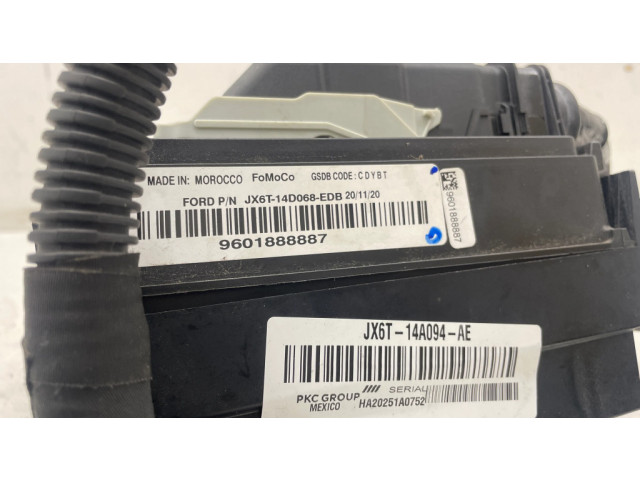 MADE IN: MOROCCO FoMoCo GSDB CODE: CDYBT
FORD P/N JX6T-14D068-EDB 20/11/20
9601888887
9601888887
JX6T-14A094-AE
PKC GROUP SERIAL
MEXICO HA20251A0752